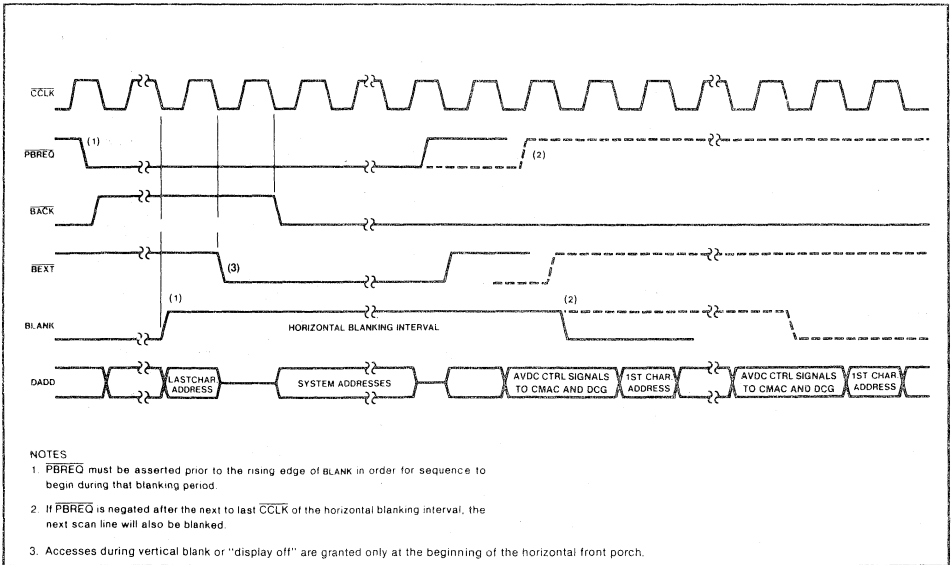 CCLK
PBREQ
(1)
(2)
BACK
BEXT
(3)
BLANK
(1)
HORIZONTAL BLANKING INTERVAL
(2)
DADD
LAST CHAR.
ADDRESS
SYSTEM ADDRESSES
AVDC CTRL SIGNALS
TO CMAC AND DCG
1ST CHAR.
ADDRESS
AVDC CTRL SIGNALS
TO CMAC AND DCG
1ST CHAR.
ADDRESS
NOTES
1. PBREQ must be asserted prior to the rising edge of BLANK in order for sequence to
begin during that blanking period.
2. If PBREQ is negated after the next to last CCLK of the horizontal blanking interval, the
next scan line will also be blanked.
3. Accesses during vertical blank or "display off" are granted only at the beginning of the horizontal front porch.